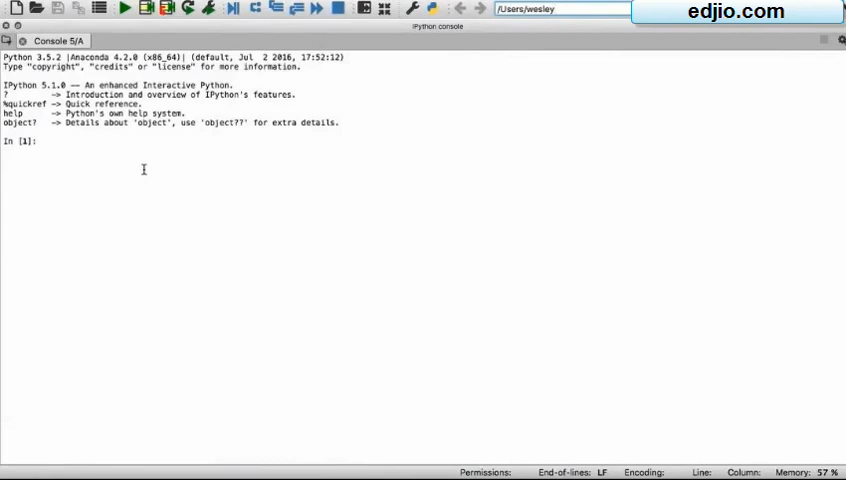 /Users/wesley
edjio.com
IPython console
Console 5/A
Python 3.5.2 |Anaconda 4.2.0 (x86_64)| (default, Jul  2 2016, 17:52:12)
Type "copyright", "credits" or "license" for more information.
IPython 5.1.0 -- An enhanced Interactive Python.
?         -> Introduction and overview of IPython's features.
%quickref -> Quick reference.
help      -> Python's own help system.
object?   -> Details about 'object', use 'object??' for extra details.
In [1]:
Permissions: End-of-lines: LF Encoding: Line: Column: Memory: 57 %